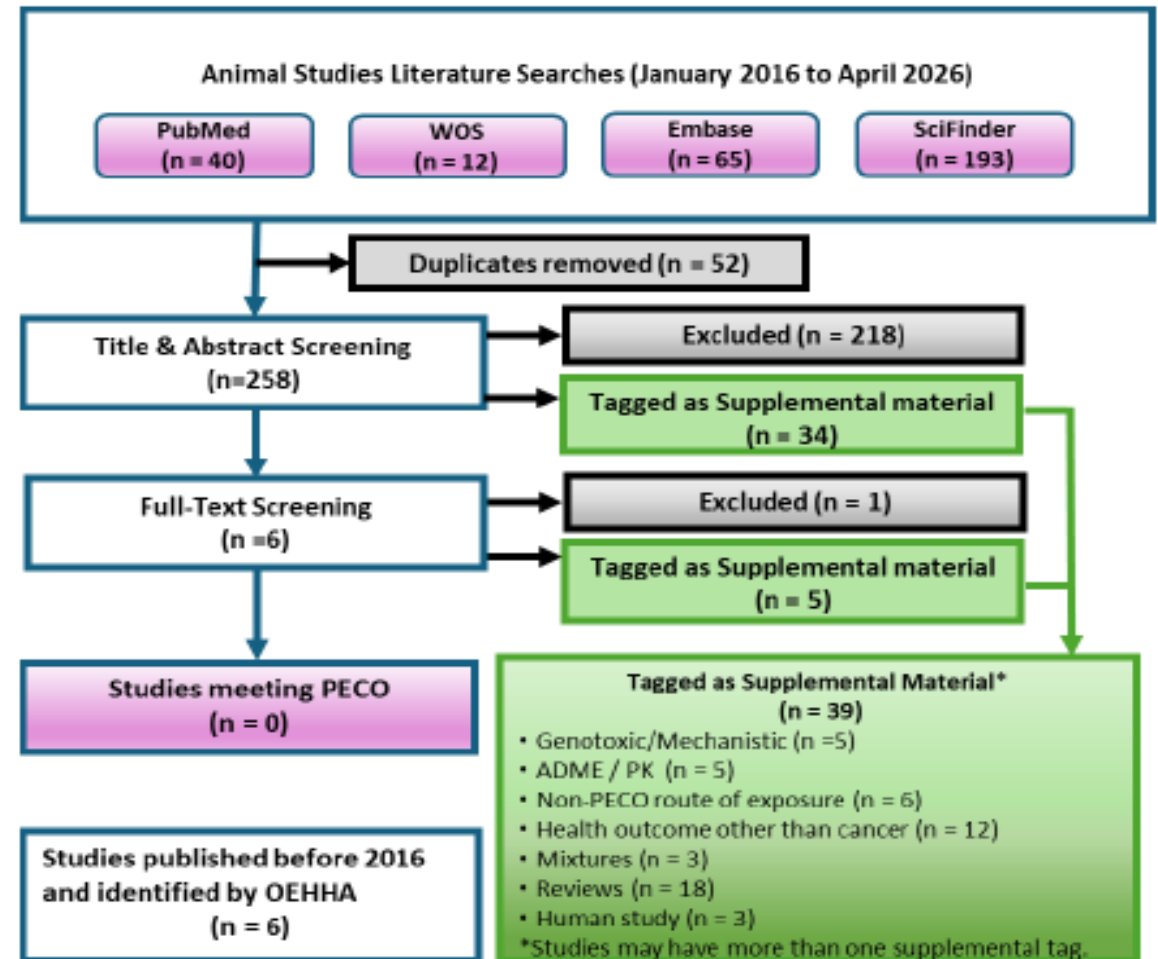 Animal Studies Literature Searches (January 2016 to April 2026)
PubMed
(n = 40)
WOS
(n = 12)
Embase
(n = 65)
SciFinder
(n = 193)
Duplicates removed (n = 52)
Title & Abstract Screening
(n=258)
Excluded (n = 218)
Tagged as Supplemental material
(n = 34)
Full-Text Screening
(n =6)
Excluded (n = 1)
Tagged as Supplemental material
(n = 5)
Studies meeting PECO
(n = 0)
Tagged as Supplemental Material*
(n = 39)
• Genotoxic/Mechanistic (n =5)
• ADME / PK (n = 5)
• Non-PECO route of exposure (n = 6)
• Health outcome other than cancer (n = 12)
• Mixtures (n = 3)
• Reviews (n = 18)
• Human study (n = 3)
*Studies may have more than one supplemental tag.
Studies published before 2016
and identified by OEHHA
(n = 6)